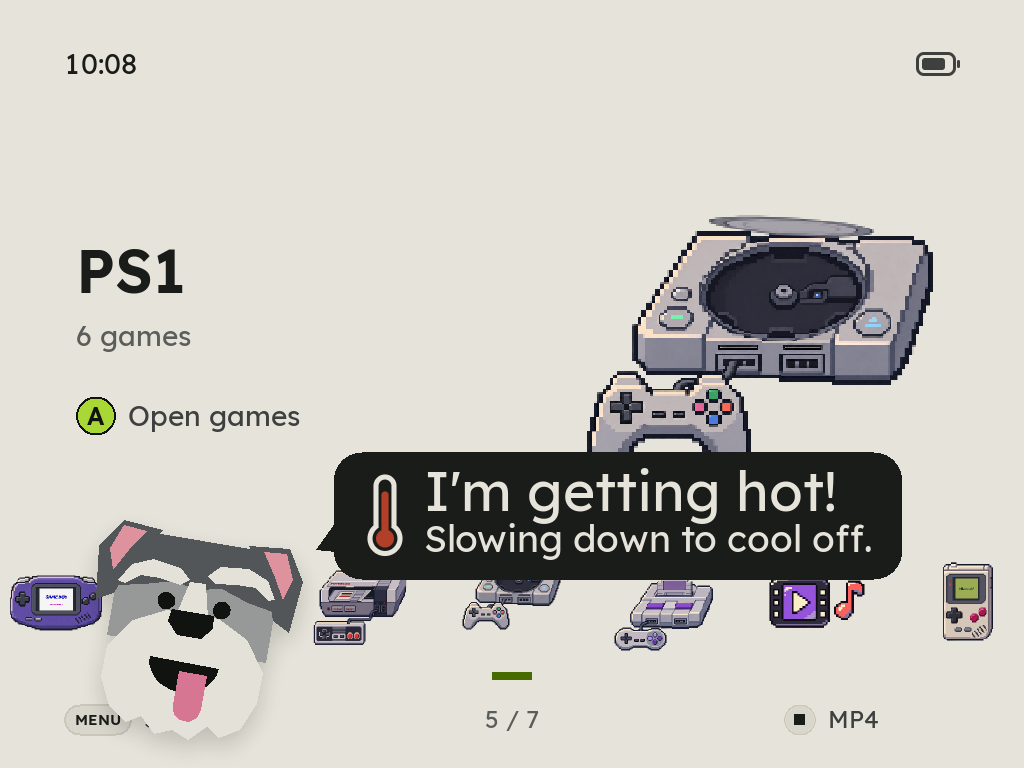 10:08
PS1
6 games
A Open games
I'm getting hot!
Slowing down to cool off.
MENU
5 / 7
MP4